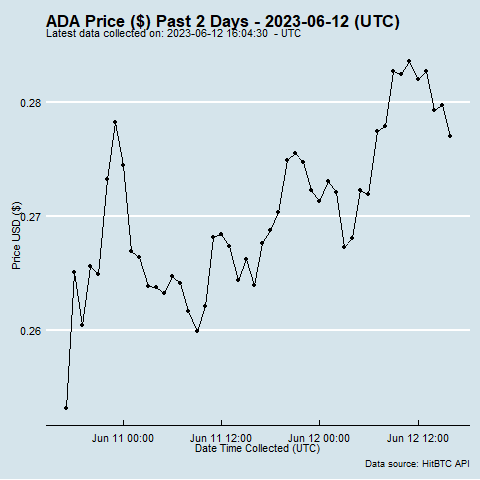 ADA Price ($) Past 2 Days - 2023-06-12 (UTC)
Latest data collected on: 2023-06-12 16:04:30 - UTC
0.28
0.27
0.26
Price USD ($)
Jun 11 00:00
Jun 11 12:00
Jun 12 00:00
Jun 12 12:00
Date Time Collected (UTC)
Data source: HitBTC API